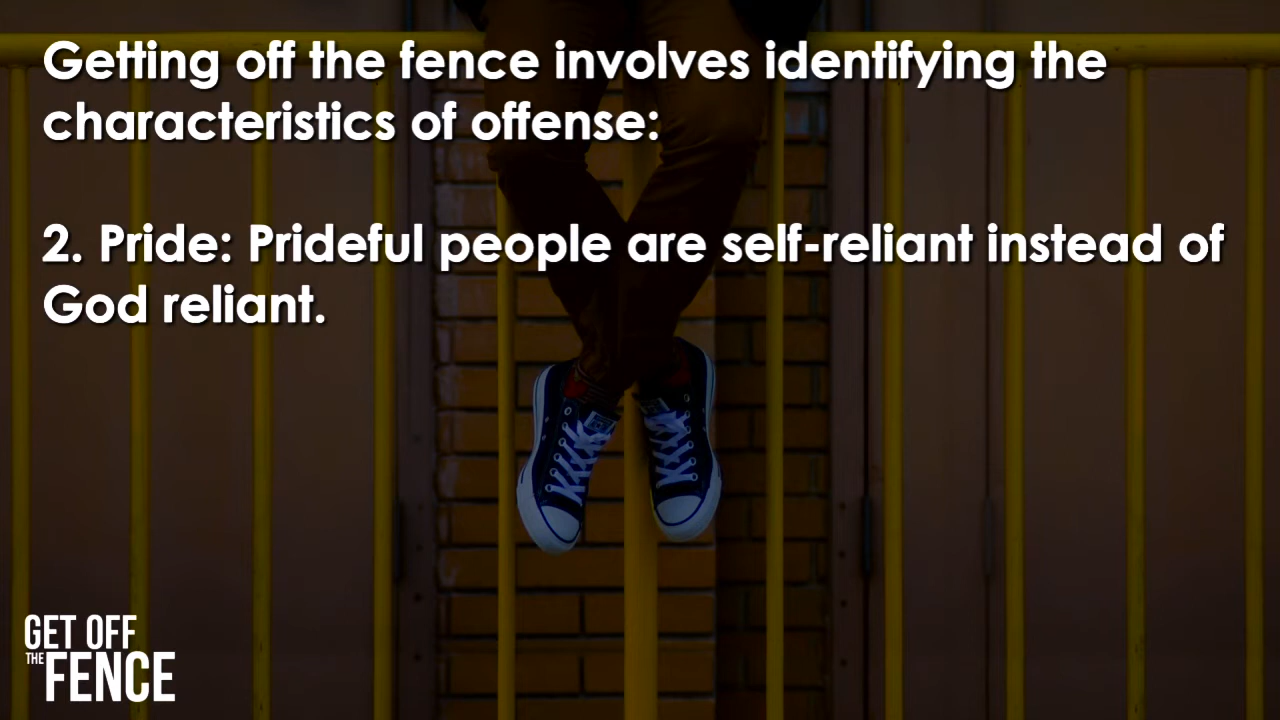 Getting off the fence involves identifying the
characteristics of offense:
2. Pride: Prideful people are self-reliant instead of
God reliant.
GET OFF
THE FENCE